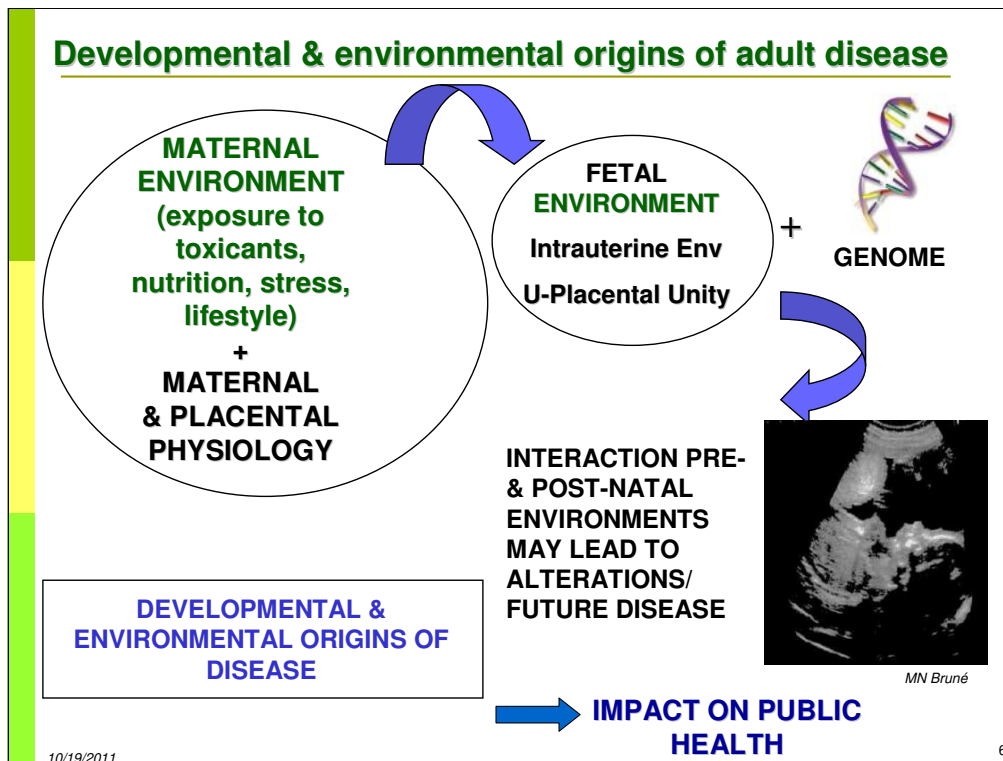 Developmental & environmental origins of adult disease
MATERNAL
ENVIRONMENT
(exposure to
toxicants,
nutrition, stress,
lifestyle)
+
MATERNAL
& PLACENTAL
PHYSIOLOGY
FETAL
ENVIRONMENT
Intrauterine Env
U-Placental Unity
+
GENOME
INTERACTION PRE-
& POST-NATAL
ENVIRONMENTS
MAY LEAD TO
ALTERATIONS/
FUTURE DISEASE
MN Bruné
DEVELOPMENTAL &
ENVIRONMENTAL ORIGINS OF
DISEASE
IMPACT ON PUBLIC
HEALTH
10/19/2011
6